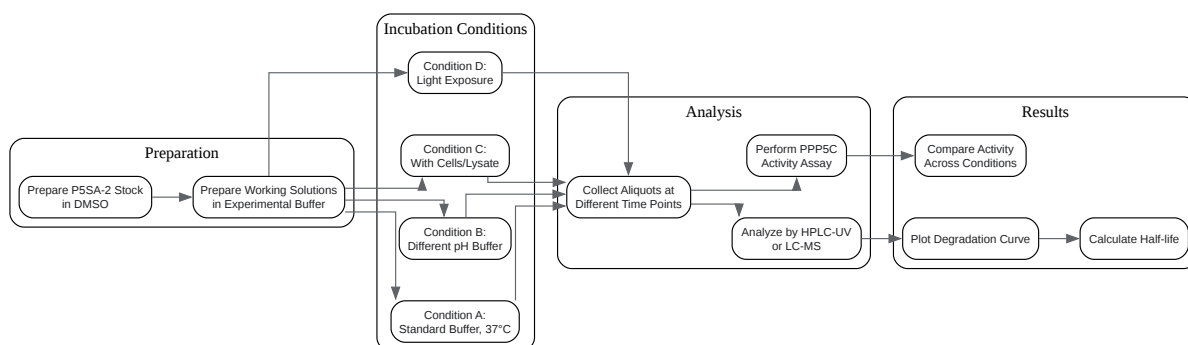 Incubation Conditions
Condition D:
Light Exposure
Condition C:
With Cells/Lysate
Condition B:
Different pH Buffer
Condition A:
Standard Buffer, 37°C
Preparation
Prepare P5SA-2 Stock
in DMSO
Prepare Working Solutions
in Experimental Buffer
Analysis
Collect Aliquots at
Different Time Points
Perform PPP5C
Activity Assay
Analyze by HPLC-UV
or LC-MS
Results
Compare Activity
Across Conditions
Plot Degradation Curve
Calculate Half-life